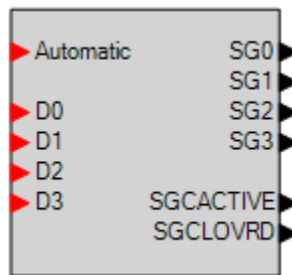 Automatic SG0
SG1
D0 SG2
D1 SG3
D2
D3 SGCACTIVE
SGCLOVRD